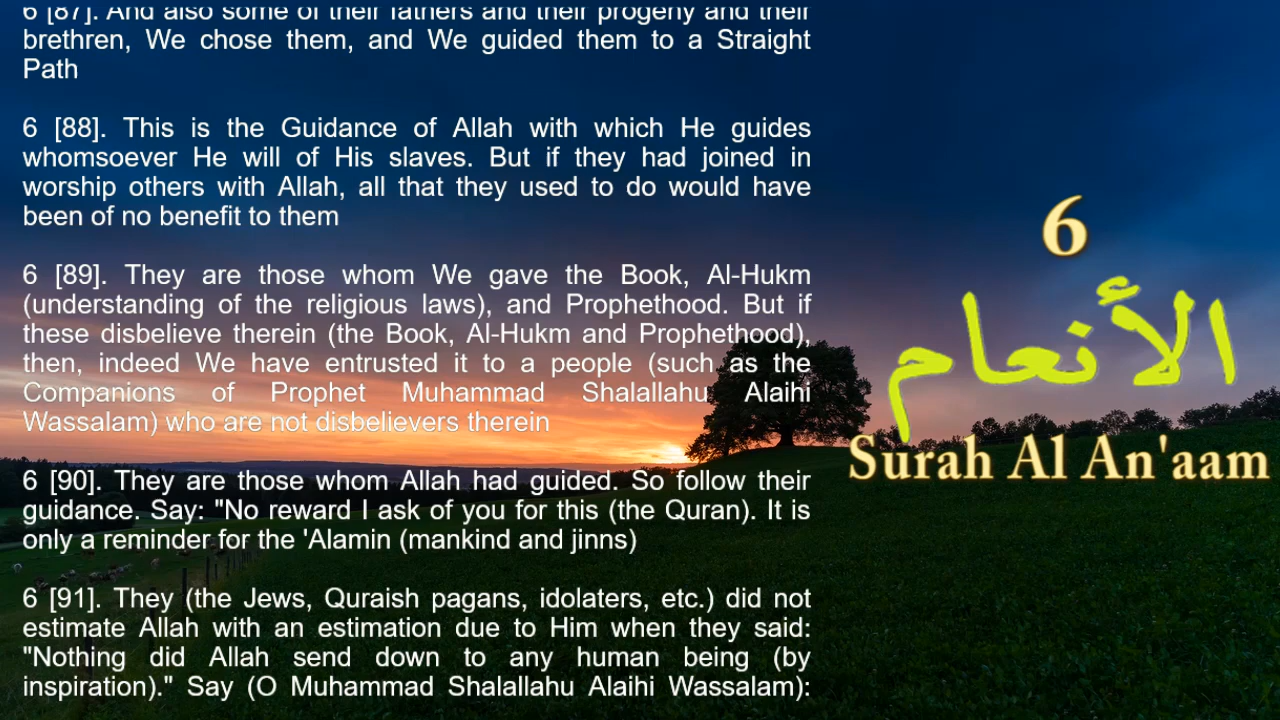 6 [87]. And also some of their fathers and their progeny and their
brethren, We chose them, and We guided them to a Straight
Path
6 [88]. This is the Guidance of Allah with which He guides
whomsoever He will of His slaves. But if they had joined in
worship others with Allah, all that they used to do would have
been of no benefit to them
6 [89]. They are those whom We gave the Book, Al-Hukm
(understanding of the religious laws), and Prophethood. But if
these disbelieve therein (the Book, Al-Hukm and Prophethood),
then, indeed We have entrusted it to a people (such as the
Companions of Prophet Muhammad Shalallahu Alaihi
Wassalam) who are not disbelievers therein
6 [90]. They are those whom Allah had guided. So follow their
guidance. Say: "No reward I ask of you for this (the Quran). It is
only a reminder for the 'Alamin (mankind and jinns)
6 [91]. They (the Jews, Quraish pagans, idolaters, etc.) did not
estimate Allah with an estimation due to Him when they said:
"Nothing did Allah send down to any human being (by
inspiration)." Say (O Muhammad Shalallahu Alaihi Wassalam):
6
الأنعام
Surah Al An'aam